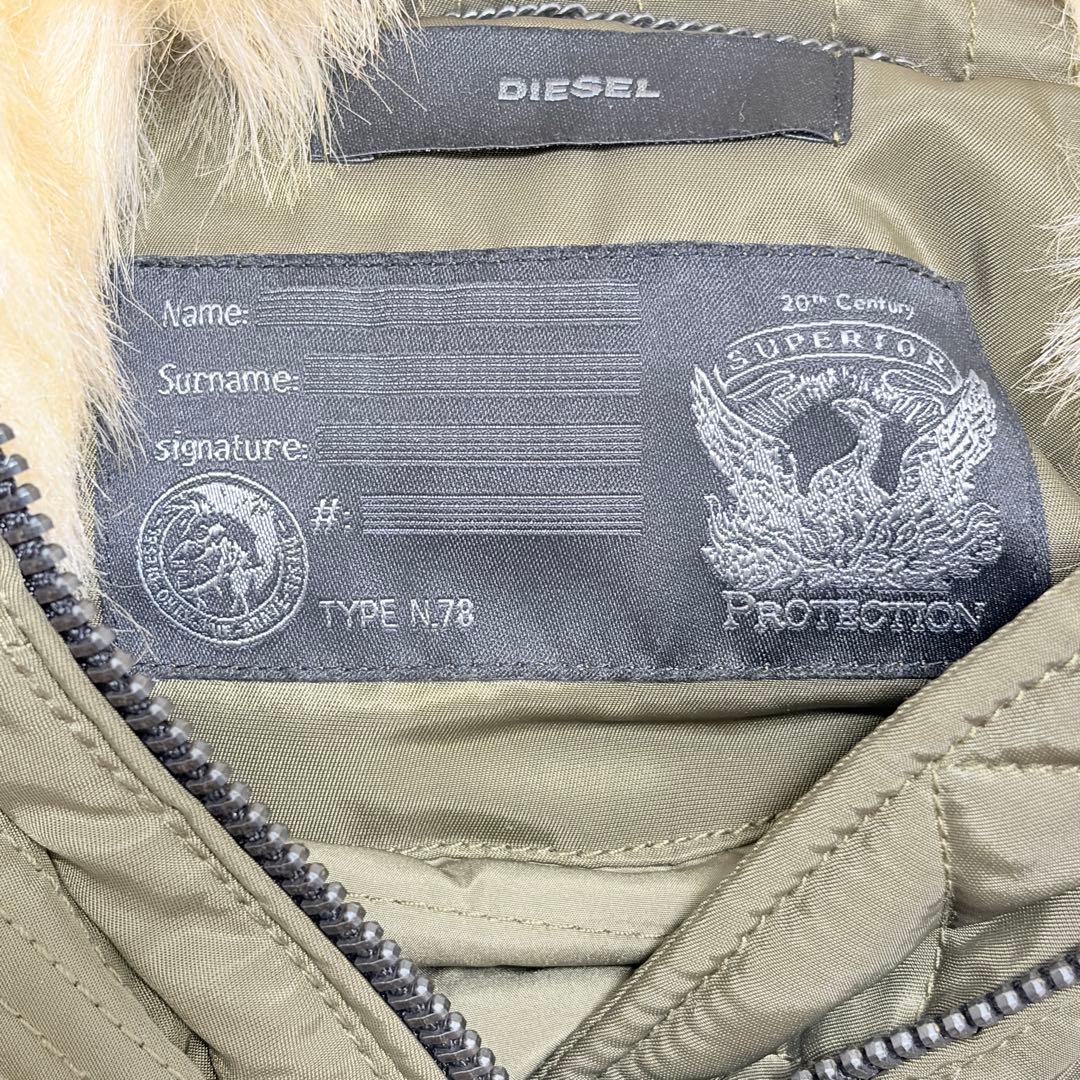 DIESEL
Name:
Surname:
signature:
#:
TYPE N.78
20th Century
SUPERIOR
PROTECTION